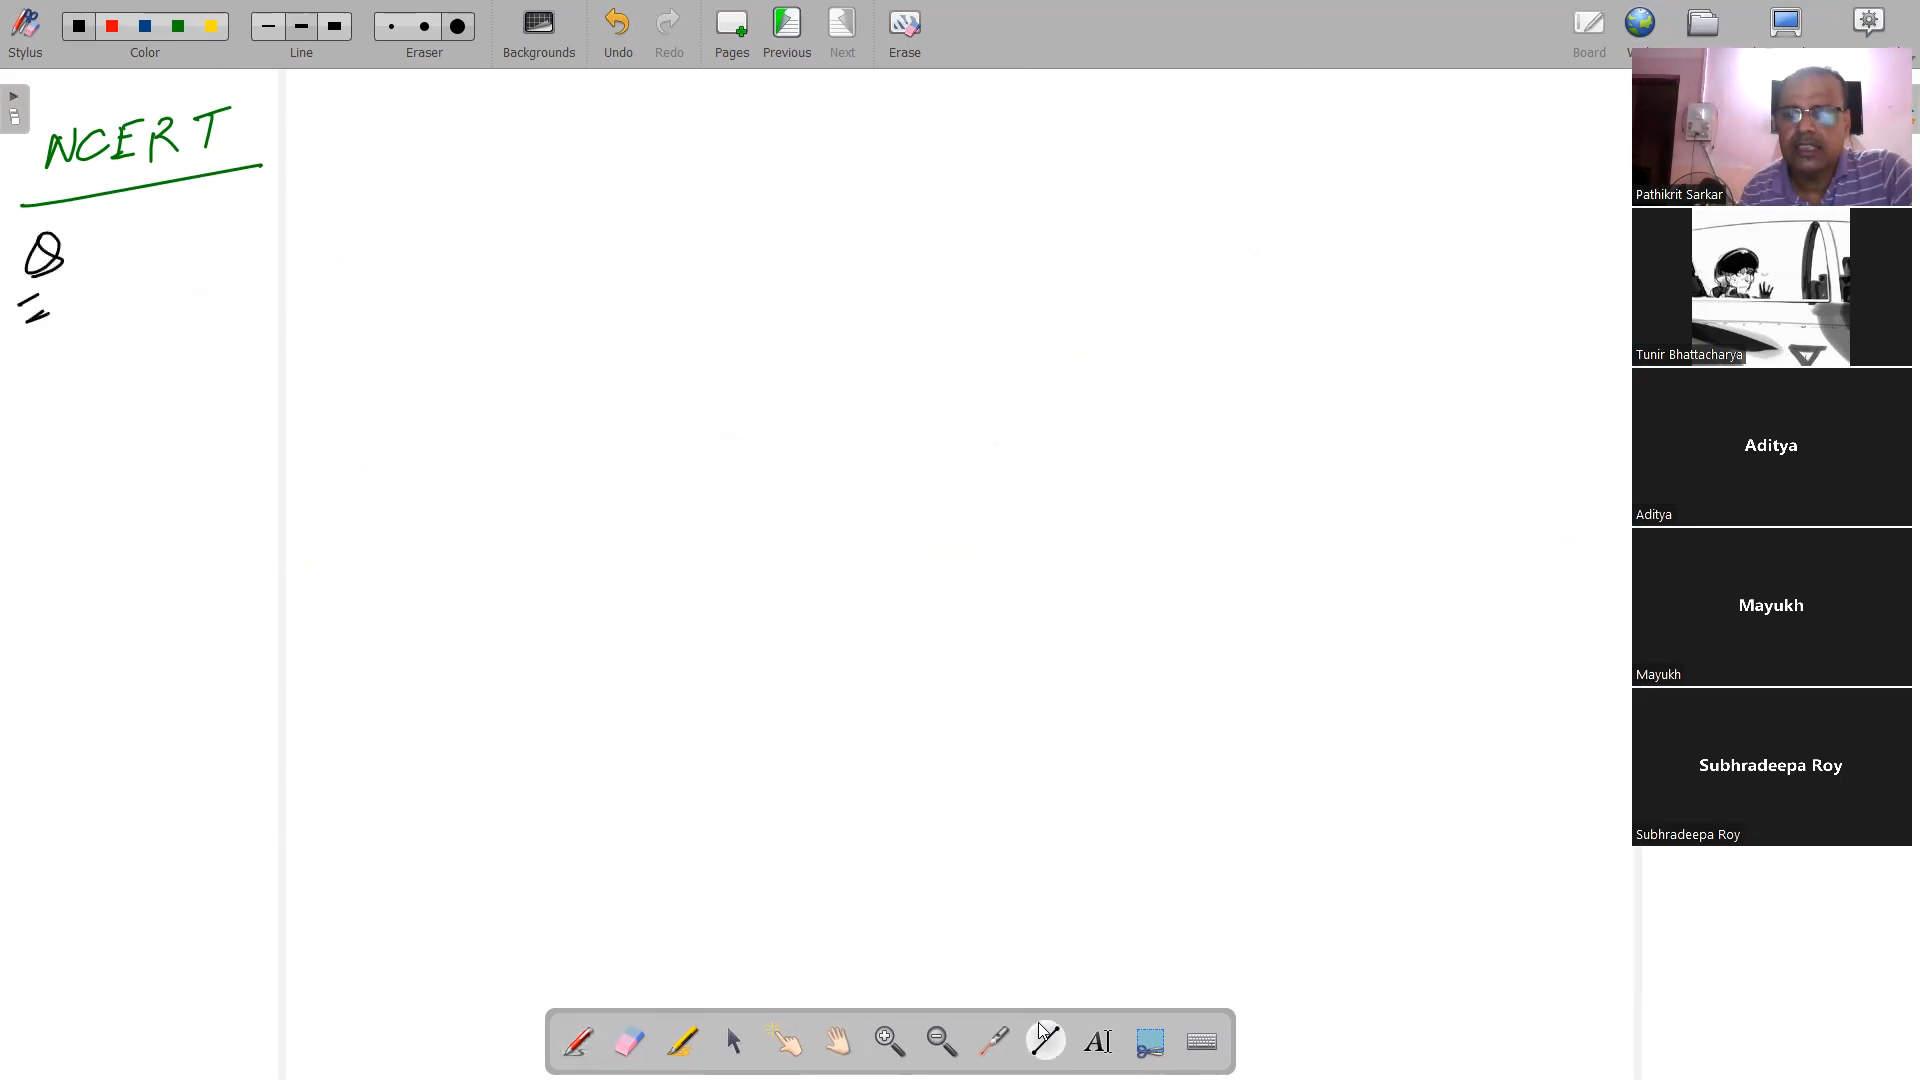 Stylus
Color
Line
Eraser
Backgrounds
Undo
Redo
Pages
Previous
Next
Erase
Board
NCERT
Q
Pathikrit Sarkar
Tunir Bhattacharya
Aditya
Aditya
Mayukh
Mayukh
Subhradeepa Roy
Subhradeepa Roy
AI